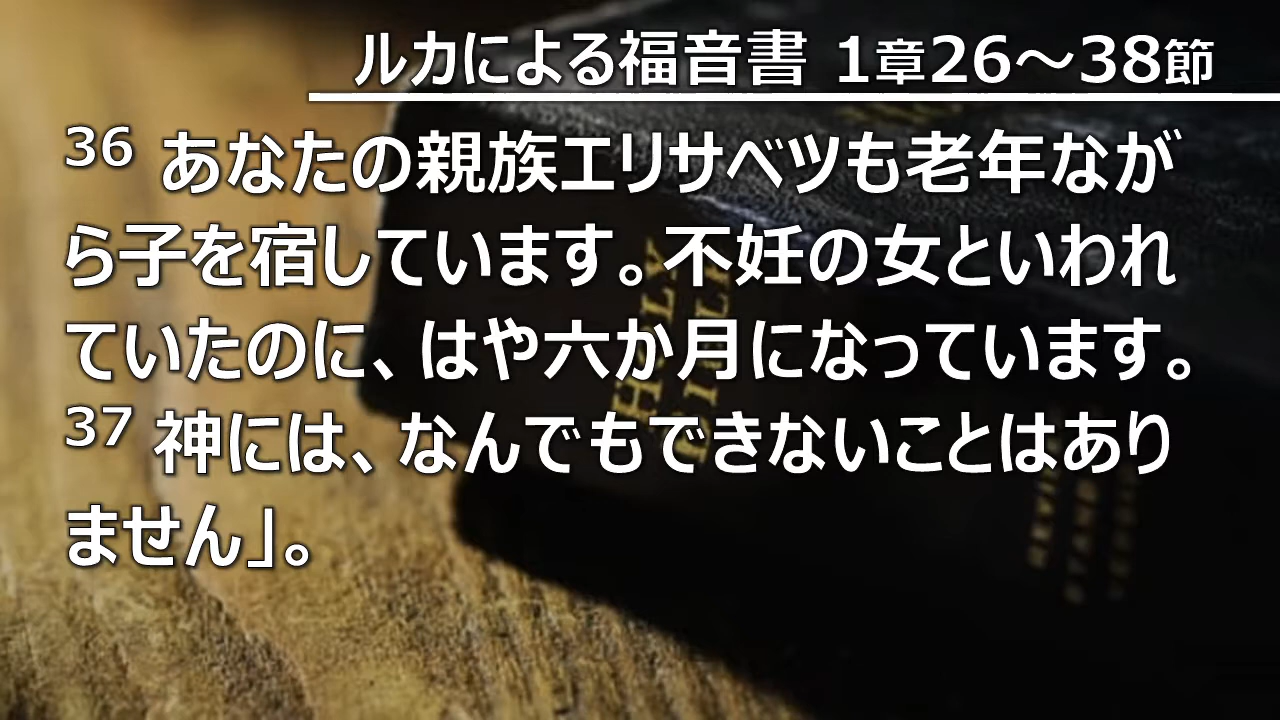 ルカによる福音書 1章26～38節
36 あなたの親族エリサベツも老年なが
ら子を宿しています。不妊の女といわれ
ていたのに、はや六か月になっています。
37 神には、なんでもできないことはあり
ません」。
HOLY
BIBLE